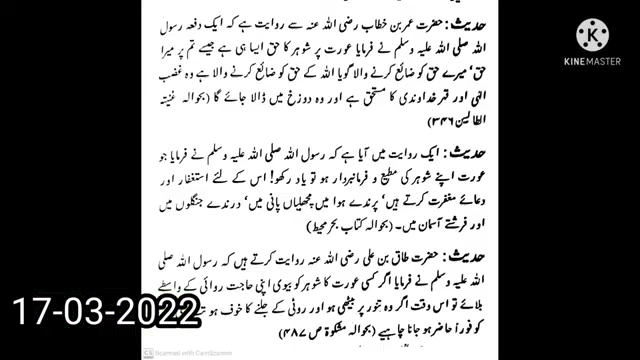 حدیث : حضرت عمر بن خطاب رضی اللہ عنہ سے روایت ہے کہ ایک دفعہ رسول
اللہ صلی اللہ علیہ وسلم نے فرمایا عورت پر شوہر کا حق ایسا ہی ہے جیسے تم پر میرا
حق، میرے حق کو ضائع کرنے والا گویا اللہ کے حق کو ضائع کرنے والا ہے وہ غضب
الٰہی اور قہر خداوندی کا مستحق ہے اور وہ دوزخ میں ڈالا جائے گا (بحوالہ غنیتہ
الطالبین ۳۴۶)
حدیث : ایک روایت میں آیا ہے کہ رسول اللہ صلی اللہ علیہ وسلم نے فرمایا جو
عورت اپنے شوہر کی مطیع و فرمانبردار ہو تو یاد رکھو! اس کے لئے استغفار اور
دعائے مغفرت کرتے ہیں، پرندے ہوا میں، مچھلیاں پانی میں، درندے جنگلوں میں
اور فرشتے آسمان میں۔ (بحوالہ کتاب بحر محیط)
حدیث : حضرت طاق بن علی رضی اللہ عنہ روایت کرتے ہیں کہ رسول اللہ صلی
اللہ علیہ وسلم نے فرمایا اگر کسی عورت کا شوہر کو بیوی اپنی حاجت روائی کے واسطے
بلائے تو اس وقت اگر وہ تنور پر بیٹھی ہو اور روٹی کے جلنے کا خوف ہو
کو فوراً حاضر ہو جانا چاہیے (بحوالہ مشکوٰۃ ص ۴۸۷)
17-03-2022
KINEMASTER
CS Scanned with CamScanner